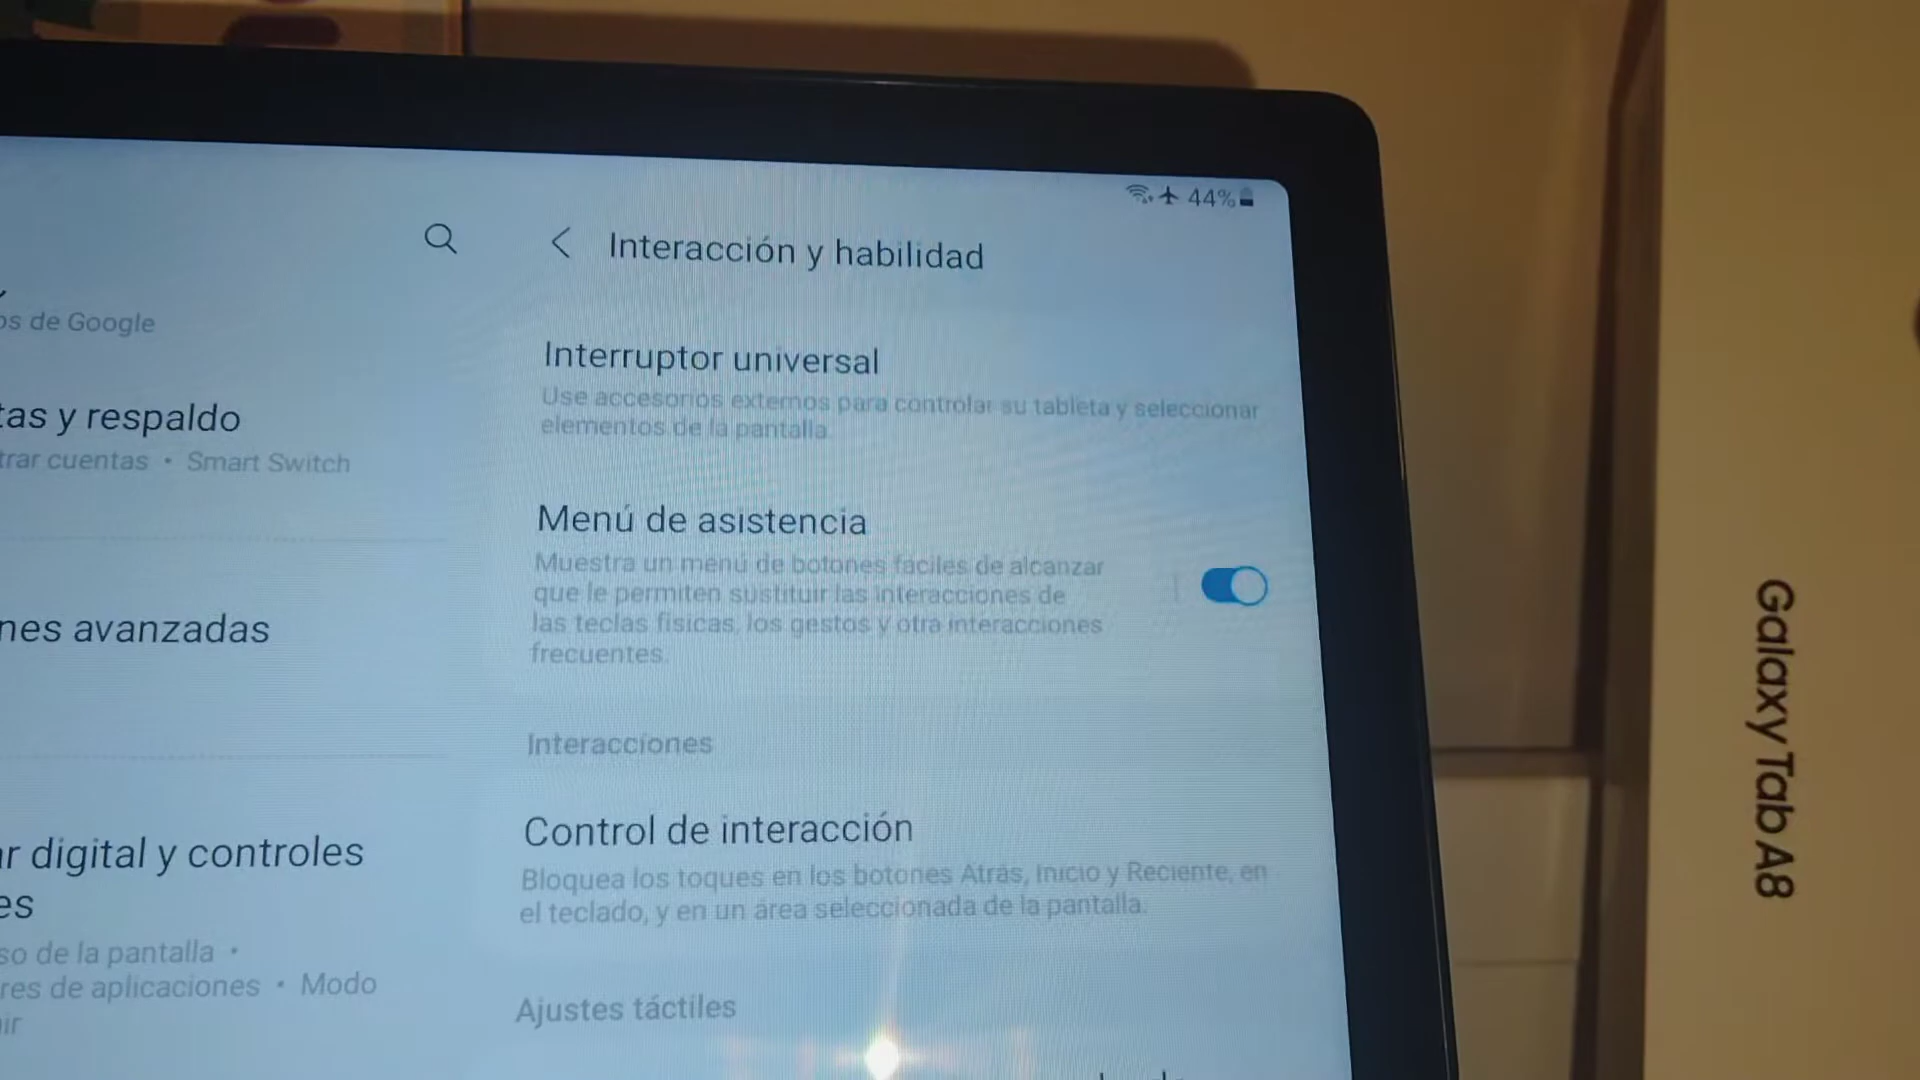 44%
Interacción y habilidad
os de Google
Interruptor universal
Use accesorios externos para controlar su tableta y seleccionar
elementos de la pantalla.
tas y respaldo
trar cuentas • Smart Switch
Menú de asistencia
Muestra un menú de botones fáciles de alcanzar
que le permiten sustituir las interacciones de
las teclas físicas, los gestos y otra interacciones
frecuentes.
nes avanzadas
Interacciones
Control de interacción
Bloquea los toques en los botones Atrás, Inicio y Reciente, en
el teclado, y en un área seleccionada de la pantalla.
r digital y controles
es
so de la pantalla •
res de aplicaciones • Modo
ir
Ajustes táctiles
Galaxy Tab A8